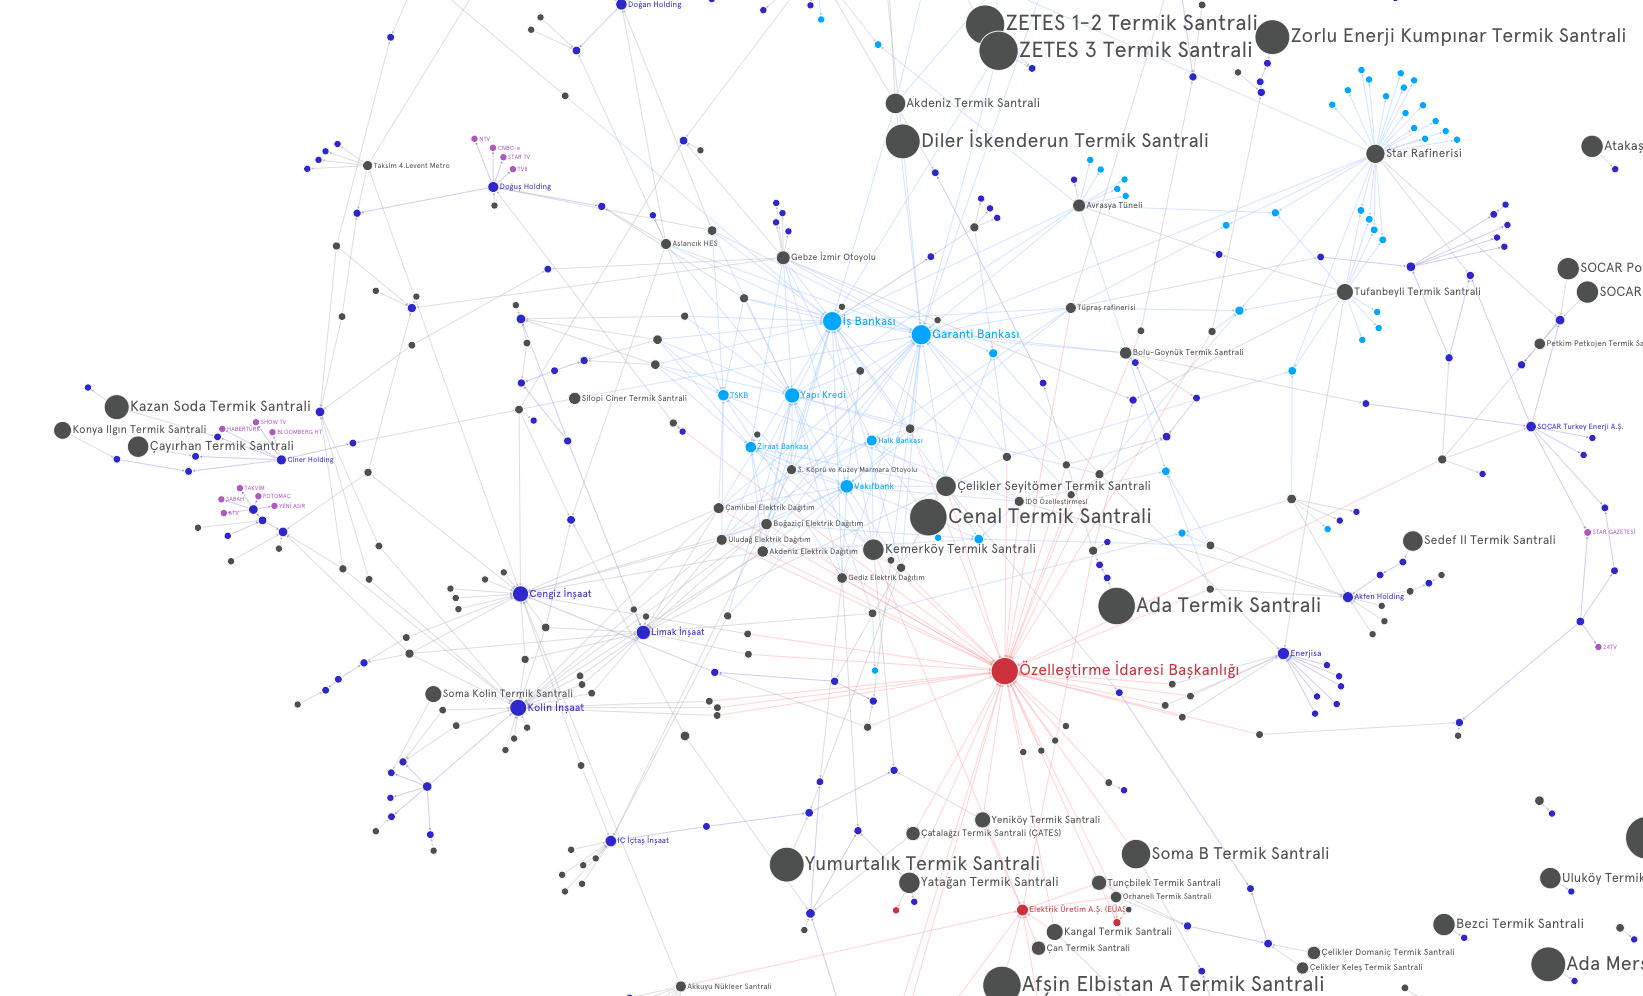 Doğan Holding
ZETES 1-2 Termik Santrali
ZETES 3 Termik Santrali
Zorlu Enerji Kumpınar Termik Santrali
Akdeniz Termik Santrali
Diler İskenderun Termik Santrali
Star Rafinerisi
Atakaş
NTV
CNBC-e
STAR TV
TV8
Taksim 4.Levent Metro
Doğuş Holding
Avrasya Tüneli
Aslancık HES
Gebze İzmir Otoyolu
SOCAR Po
SOCAR
Tufanbeyli Termik Santrali
Tüpraş rafinerisi
İş Bankası
Garanti Bankası
Petkim Petkojen Termik Sa
Bolu-Goynük Termik Santrali
TSKB
Yapı Kredi
Silopi Ciner Termik Santrali
Kazan Soda Termik Santrali
SHOW TV
HABERTÜRK
BLOOMBERG HT
Konya Ilgın Termik Santrali
Çayırhan Termik Santrali
Ciner Holding
Ziraat Bankası
Halk Bankası
SOCAR Turkey Enerji A.Ş.
3. Köprü ve Kuzey Marmara Otoyolu
Vakıfbank
Çelikler Seyitömer Termik Santrali
TAKVİM
FOTOMAÇ
SABAH
YENİ ASIR
ATV
İDO Özelleştirmesi
Camlıbel Elektrik Dağıtım
Cenal Termik Santrali
Boğaziçi Elektrik Dağıtım
STAR GAZETESİ
Uludağ Elektrik Dağıtım
Sedef II Termik Santrali
Akdeniz Elektrik Dağıtım
Kemerköy Termik Santrali
Gediz Elektrik Dağıtım
Cengiz İnşaat
Akfen Holding
Ada Termik Santrali
Limak İnşaat
24TV
Enerjisa
Özelleştirme İdaresi Başkanlığı
Soma Kolin Termik Santrali
Kolin İnşaat
Yeniköy Termik Santrali
Çatalağzı Termik Santrali (CATES)
IC İçtaş İnşaat
Soma B Termik Santrali
Yumurtalık Termik Santrali
Yatağan Termik Santrali
Tunçbilek Termik Santrali
Uluköy Termik
Orhaneli Termik Santrali
Elektrik Üretim A.Ş. (EÜAŞ)
Bezci Termik Santrali
Kangal Termik Santrali
Çan Termik Santrali
Çelikler Domaniç Termik Santrali
Ada Mers
Çelikler Keleş Termik Santrali
Afşin Elbistan A Termik Santrali
Akkuyu Nükleer Santrali